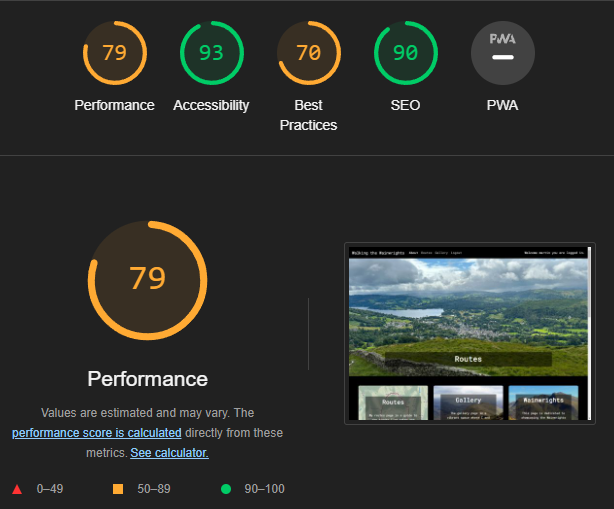 79
93
70
90
PWA
Performance
Accessibility
Best
Practices
SEO
PWA
79
Performance
Values are estimated and may vary. The
performance score is calculated directly from these
metrics. See calculator.
0–49
50–89
90–100
Walking the Wainwrights About Routes Gallery Logout
Routes
Routes
Gallery
Wainwrights